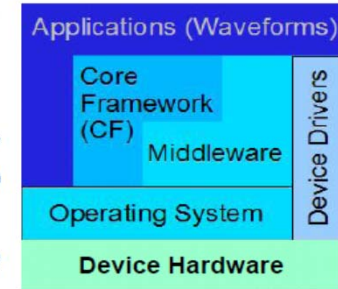 Applications (Waveforms)
Core
Framework
(CF)
Middleware
Device Drivers
Operating System
Device Hardware